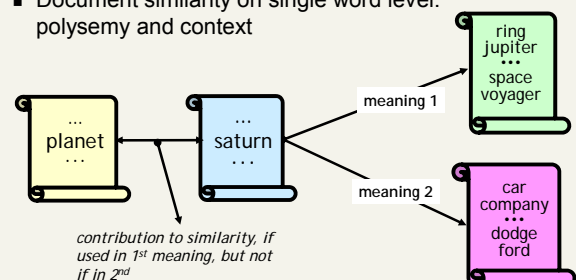 ■ Document similarity on single word level:
polysemy and context
ring
jupiter
•••
space
voyager
meaning 1
...
planet
...
...
saturn
...
meaning 2
car
company
•••
dodge
ford
contribution to similarity, if
used in 1st meaning, but not
if in 2nd